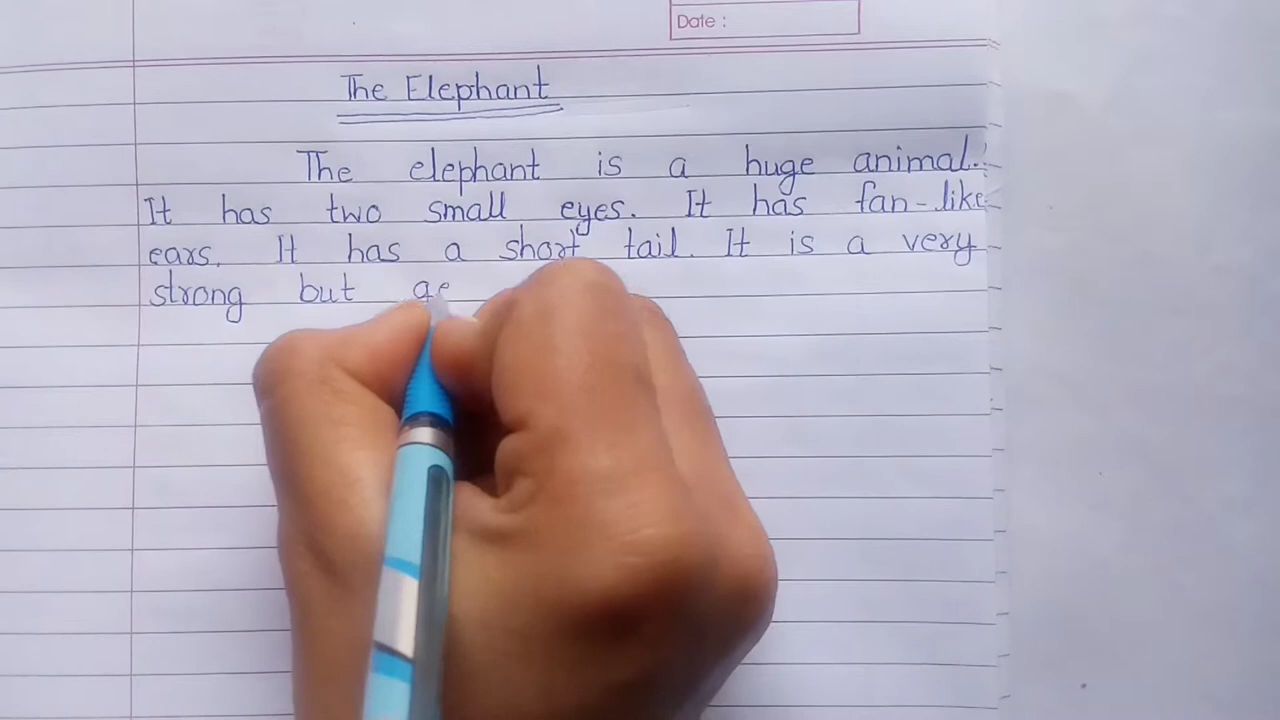 Date :
The Elephant
The elephant is a huge animal.
It has two small eyes. It has fan-like
ears. It has a short tail. It is a very
strong but ge